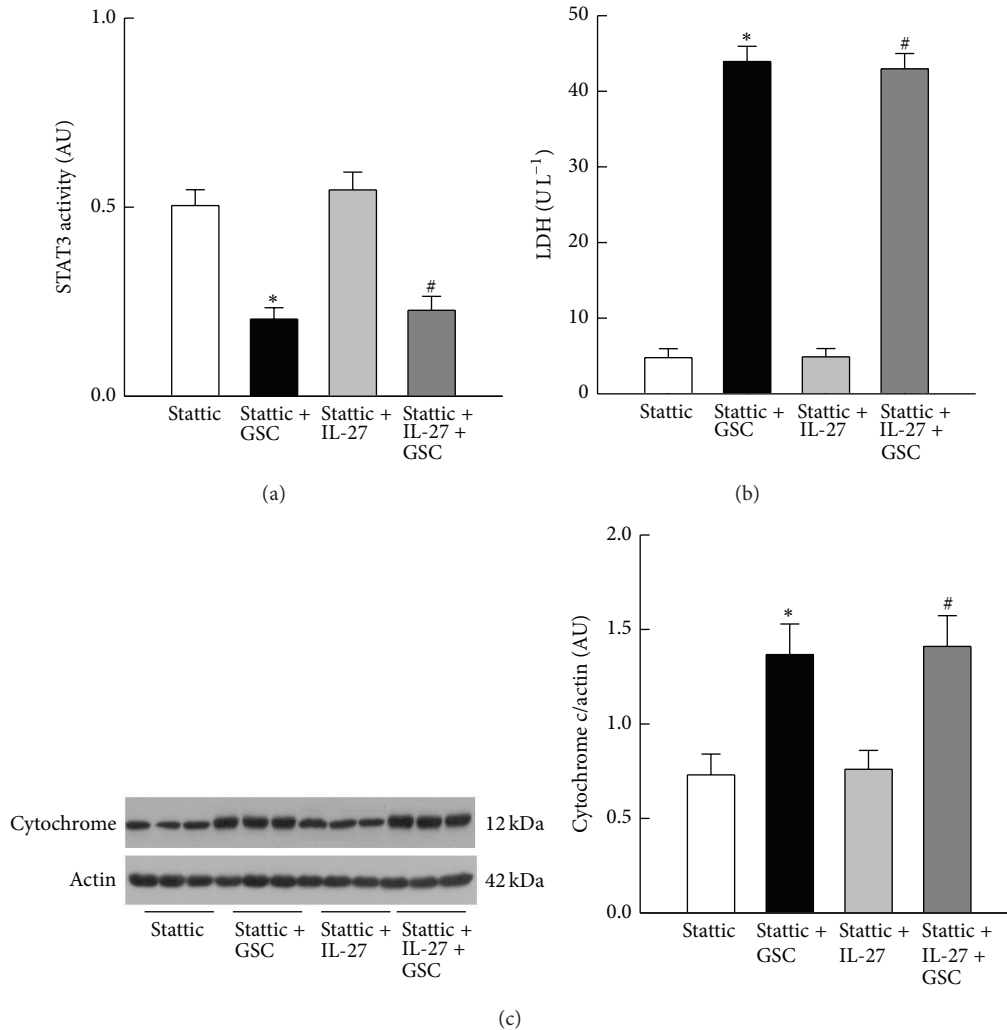 1.0
0.5
0.0
STAT3 activity (AU)
*
#
Stattic
Stattic +
GSC
Stattic +
IL-27
Stattic +
IL-27 +
GSC
(a)
50
40
30
20
10
0
LDH (U L⁻¹)
*
#
Stattic
Stattic +
GSC
Stattic +
IL-27
Stattic +
IL-27 +
GSC
(b)
Cytochrome
12 kDa
Actin
42 kDa
Stattic
Stattic +
GSC
Stattic +
IL-27
Stattic +
IL-27 +
GSC
2.0
1.5
1.0
0.5
0.0
Cytochrome c/actin (AU)
*
#
Stattic
Stattic +
GSC
Stattic +
IL-27
Stattic +
IL-27 +
GSC
(c)